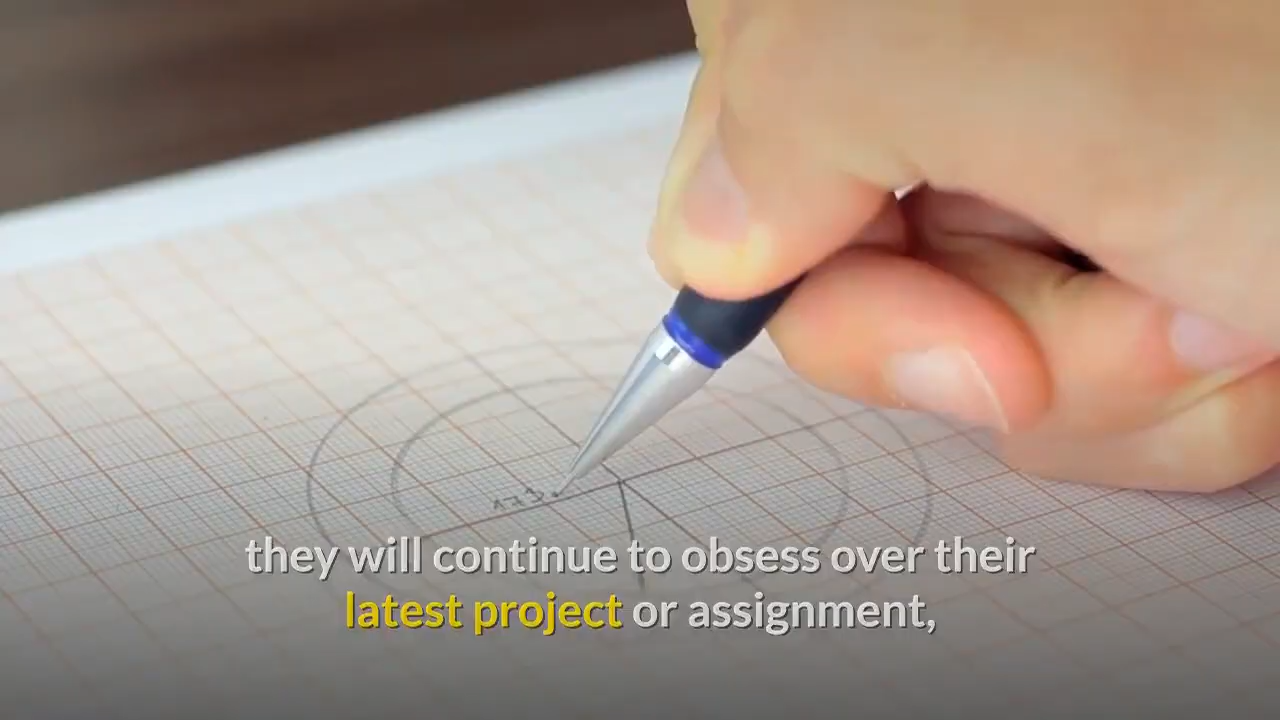 they will continue to obsess over their
latest project or assignment,